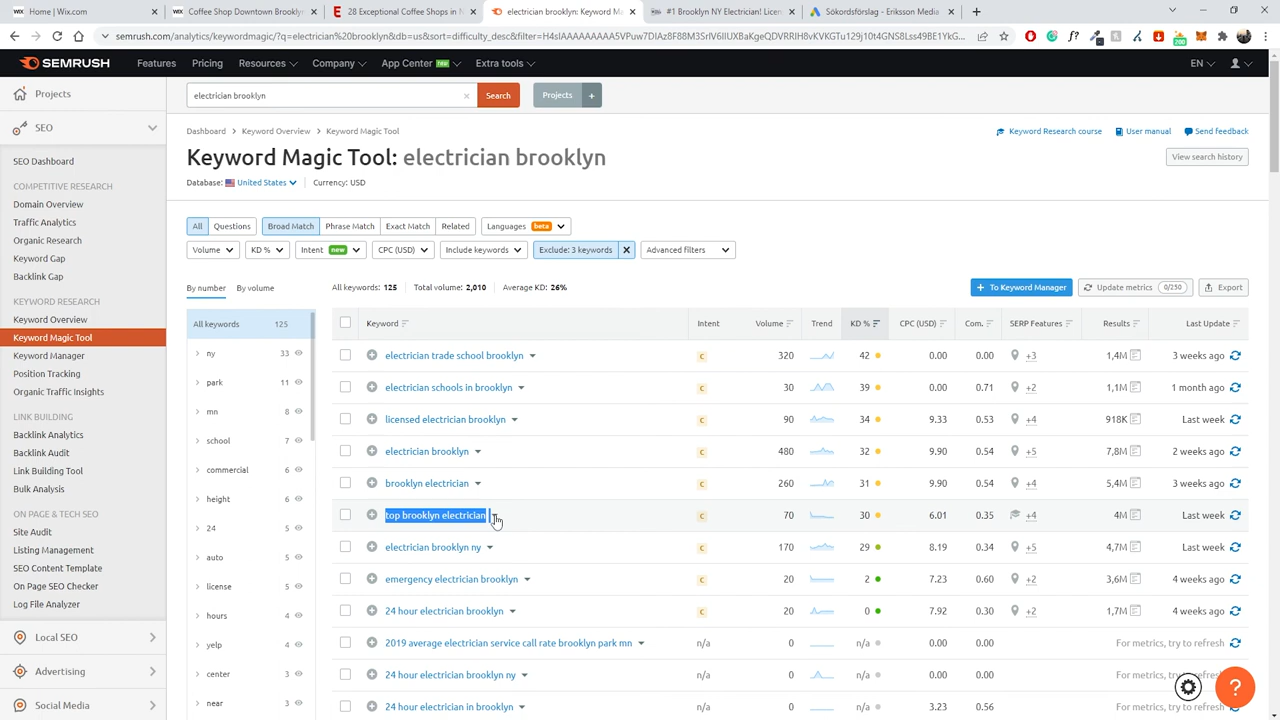 Home | Wix.com
Coffee Shop Downtown Brooklyn
28 Exceptional Coffee Shops in N
electrician brooklyn: Keyword Ma
#1 Brooklyn NY Electrician! Licen
Sökordsförslag - Eriksson Media
semrush.com/analytics/keywordmagic/?q=electrician%20brooklyn&db=us&sort=difficulty_desc&filter=
200
SEMRUSH
Features
Pricing
Resources
Company
App Center new
Extra tools
EN
Projects
SEO
SEO Dashboard
COMPETITIVE RESEARCH
Domain Overview
Traffic Analytics
Organic Research
Keyword Gap
Backlink Gap
KEYWORD RESEARCH
Keyword Overview
Keyword Magic Tool
Keyword Manager
Position Tracking
Organic Traffic Insights
LINK BUILDING
Backlink Analytics
Backlink Audit
Link Building Tool
Bulk Analysis
ON PAGE & TECH SEO
Site Audit
Listing Management
SEO Content Template
On Page SEO Checker
Log File Analyzer
Local SEO
Advertising
Social Media
electrician brooklyn
Search
Projects +
Dashboard > Keyword Overview > Keyword Magic Tool
Keyword Research course
User manual
Send feedback
Keyword Magic Tool: electrician brooklyn
View search history
Database: United States
Currency: USD
All Questions
Broad Match Phrase Match Exact Match Related
Languages beta
Volume
KD %
Intent new
CPC (USD)
Include keywords
Exclude: 3 keywords
Advanced filters
By number By volume
All keywords: 125
Total volume: 2,010
Average KD: 26%
+ To Keyword Manager
Update metrics 0/250
Export
All keywords 125
ny 33
park 11
mn 8
school 7
commercial 6
height 6
24 5
auto 5
license 5
hours 4
yelp 4
center 3
near 3
Keyword Intent Volume Trend KD % CPC (USD) Com. SERP Features Results Last Update
electrician trade school brooklyn C 320 42 0.00 0.00 +3 1,4M 3 weeks ago
electrician schools in brooklyn C 30 39 0.00 0.71 +2 1,1M 1 month ago
licensed electrician brooklyn C 90 34 9.33 0.53 +4 918K Last week
electrician brooklyn C 480 32 9.90 0.54 +5 7,8M 2 weeks ago
brooklyn electrician C 260 31 9.90 0.54 +4 5,4M 3 weeks ago
top brooklyn electrician C 70 30 6.01 0.35 +4 4M Last week
electrician brooklyn ny C 170 29 8.19 0.34 +5 4,7M Last week
emergency electrician brooklyn C 20 2 7.23 0.60 +2 3,6M 4 weeks ago
24 hour electrician brooklyn C 20 0 7.92 0.30 +2 1,7M 4 weeks ago
2019 average electrician service call rate brooklyn park mn n/a 0 n/a 0.00 0.00 For metrics, try to refresh
24 hour electrician brooklyn ny n/a 0 n/a 0.00 0.00 For metrics, try to refresh
24 hour electrician in brooklyn n/a 0 n/a 3.23 0.56 For metrics, try to refresh
?